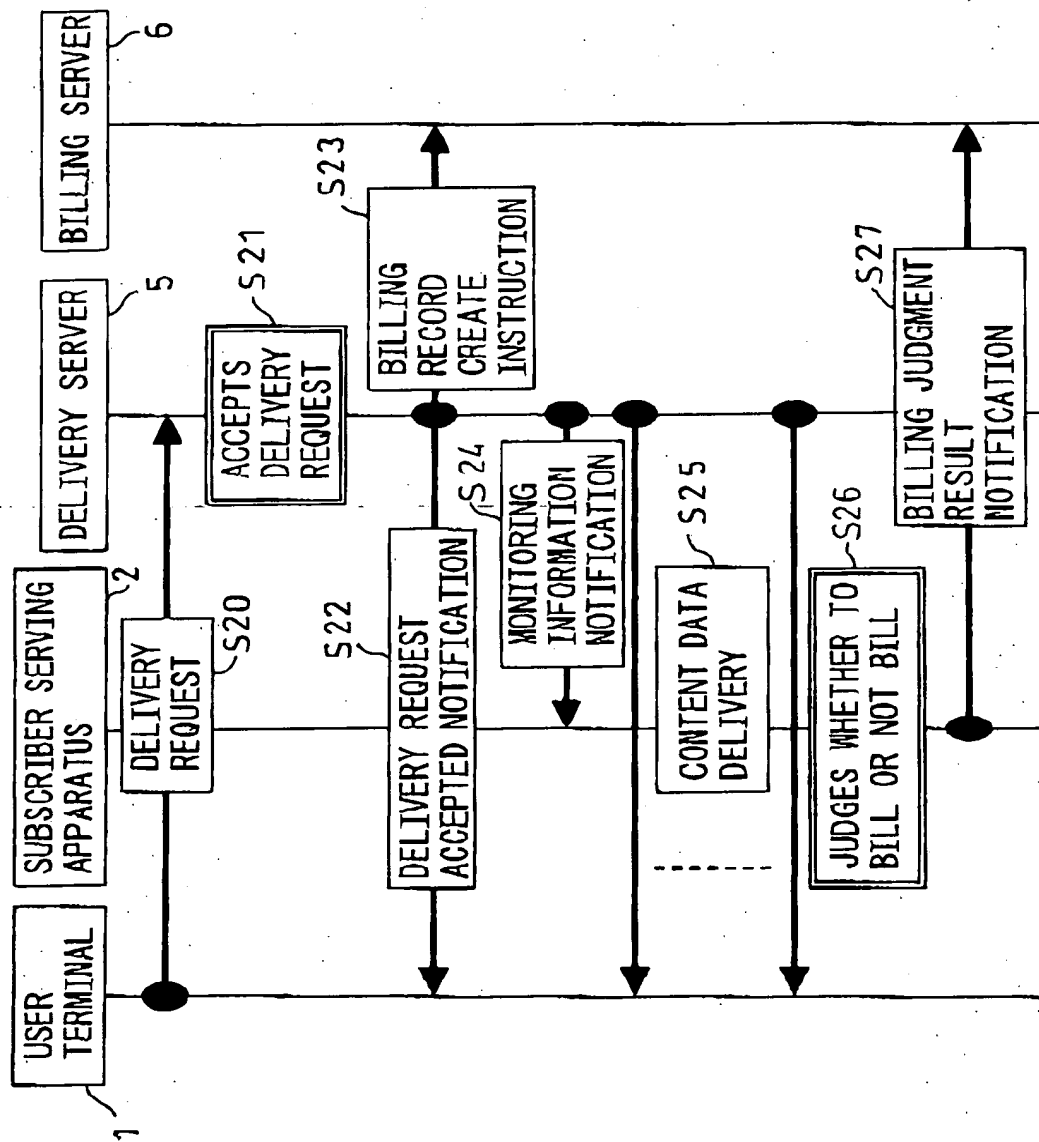 USER
TERMINAL
1
SUBSCRIBER SERVING
APPARATUS
2
DELIVERY SERVER
5
BILLING SERVER
6
DELIVERY
REQUEST
S20
ACCEPTS
DELIVERY
REQUEST
S21
DELIVERY REQUEST
ACCEPTED NOTIFICATION
S22
BILLING
RECORD
CREATE
INSTRUCTION
S23
MONITORING
INFORMATION
NOTIFICATION
S24
CONTENT DATA
DELIVERY
S25
JUDGES WHETHER TO
BILL OR NOT BILL
S26
BILLING JUDGMENT
RESULT
NOTIFICATION
S27